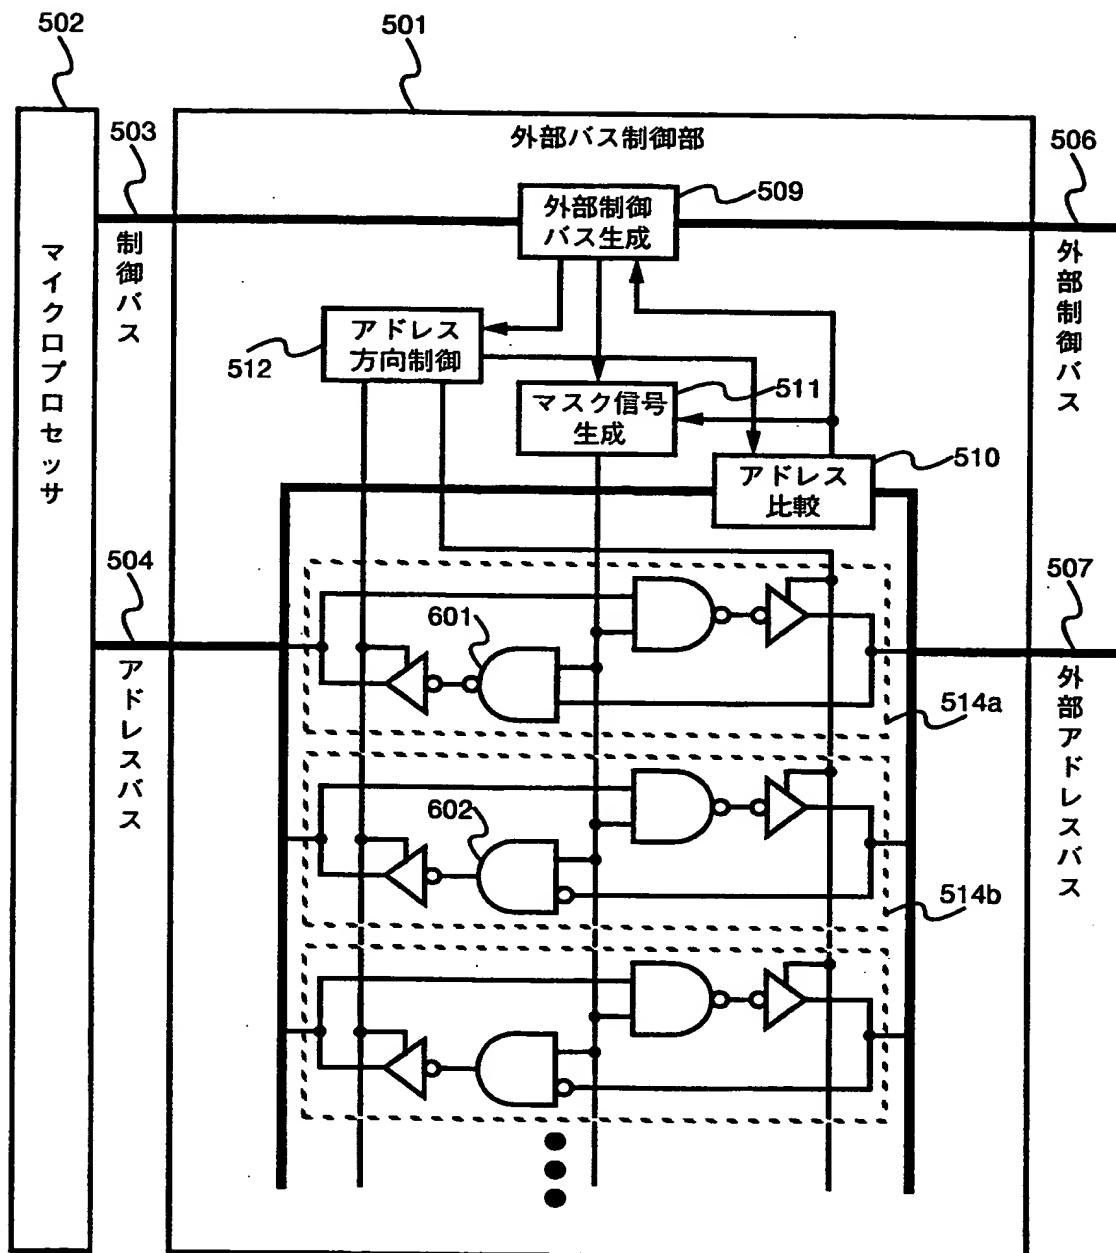 502
501
503
外部バス制御部
506
509
外部制御
バス生成
マイクロプロセッサ
制御バス
外部制御バス
アドレス
方向制御
512
511
マスク信号
生成
510
アドレス
比較
504
507
601
アドレスバス
外部アドレスバス
514a
602
514b